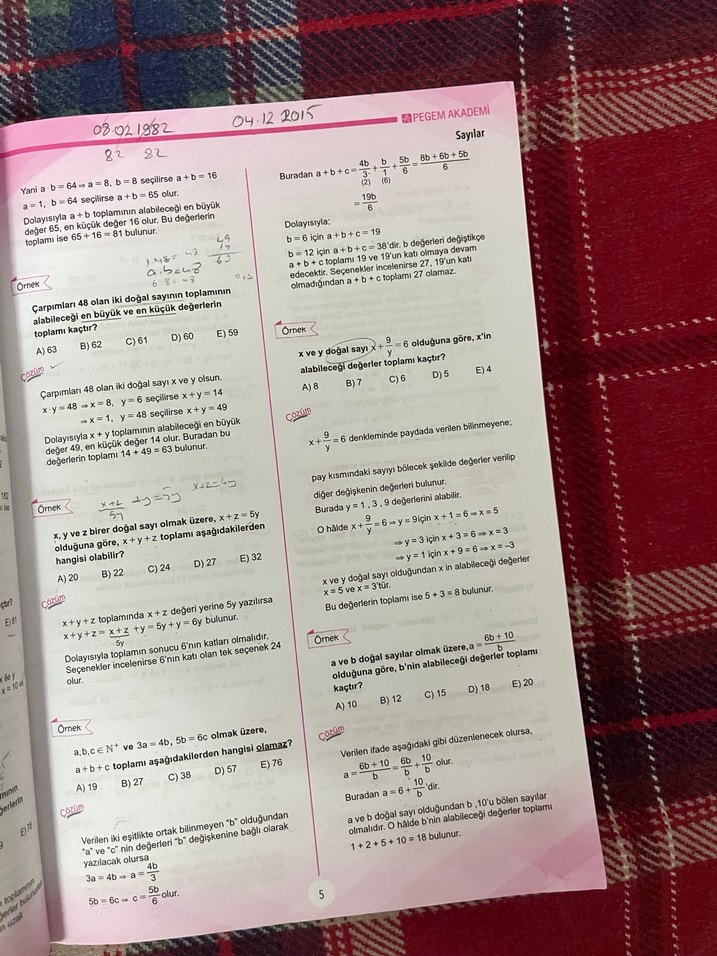 03.02.1982
04.12.2015
82 82
PEGEM AKADEMİ
Sayılar
Yani a · b = 64 ⇒ a = 8, b = 8 seçilirse a + b = 16
a = 1, b = 64 seçilirse a + b = 65 olur.
Dolayısıyla a + b toplamının alabileceği en büyük
değer 65, en küçük değer 16 olur. Bu değerlerin
toplamı ise 65 + 16 = 81 bulunur.
1.48 = 48
a.b = 48
6.8 = 48
49
14
63
Örnek
Çarpımları 48 olan iki doğal sayının toplamının
alabileceği en büyük ve en küçük değerlerin
toplamı kaçtır?
A) 63 B) 62 C) 61 D) 60 E) 59
Çözüm
Çarpımları 48 olan iki doğal sayı x ve y olsun.
x · y = 48 ⇒ x = 8, y = 6 seçilirse x + y = 14
⇒ x = 1, y = 48 seçilirse x + y = 49
Dolayısıyla x + y toplamının alabileceği en büyük
değer 49, en küçük değer 14 olur. Buradan bu
değerlerin toplamı 14 + 49 = 63 bulunur.
x+z + y = 5y x+z = 6y
5y
Örnek
x, y ve z birer doğal sayı olmak üzere, x + z = 5y
olduğuna göre, x + y + z toplamı aşağıdakilerden
hangisi olabilir?
A) 20 B) 22 C) 24 D) 27 E) 32
Çözüm
x + y + z toplamında x + z değeri yerine 5y yazılırsa
x + y + z = x + z + y = 5y + y = 6y bulunur.
5y
Dolayısıyla toplamın sonucu 6'nın katları olmalıdır.
Seçenekler incelenirse 6'nın katı olan tek seçenek 24
olur.
Örnek
a, b, c ∈ N⁺ ve 3a = 4b, 5b = 6c olmak üzere,
a + b + c toplamı aşağıdakilerden hangisi olamaz?
A) 19 B) 27 C) 38 D) 57 E) 76
Çözüm
Verilen iki eşitlikte ortak bilinmeyen "b" olduğundan
"a" ve "c" nin değerleri "b" değişkenine bağlı olarak
yazılacak olursa
3a = 4b ⇒ a = 4b/3
5b = 6c ⇒ c = 5b/6 olur.
Buradan a + b + c = 4b/3 + b/1 + 5b/6 = 8b + 6b + 5b/6
(2) (6)
= 19b/6
Dolayısıyla;
b = 6 için a + b + c = 19
b = 12 için a + b + c = 38'dir. b değerleri değiştikçe
a + b + c toplamı 19 ve 19'un katı olmaya devam
edecektir. Seçenekler incelenirse 27, 19'un katı
olmadığından a + b + c toplamı 27 olamaz.
Örnek
x ve y doğal sayı x + 9/y = 6 olduğuna göre, x'in
alabileceği değerler toplamı kaçtır?
A) 8 B) 7 C) 6 D) 5 E) 4
Çözüm
x + 9/y = 6 denkleminde paydada verilen bilinmeyene;
pay kısmındaki sayıyı bölecek şekilde değerler verilip
diğer değişkenin değerleri bulunur.
Burada y = 1 , 3 , 9 değerlerini alabilir.
O hâlde x + 9/y = 6 ⇒ y = 9 için x + 1 = 6 ⇒ x = 5
⇒ y = 3 için x + 3 = 6 ⇒ x = 3
⇒ y = 1 için x + 9 = 6 ⇒ x = –3
x ve y doğal sayı olduğundan x in alabileceği değerler
x = 5 ve x = 3'tür.
Bu değerlerin toplamı ise 5 + 3 = 8 bulunur.
Örnek
a ve b doğal sayılar olmak üzere, a = 6b + 10/b
olduğuna göre, b'nin alabileceği değerler toplamı
kaçtır?
A) 10 B) 12 C) 15 D) 18 E) 20
Çözüm
Verilen ifade aşağıdaki gibi düzenlenecek olursa,
a = 6b + 10/b = 6b/b + 10/b olur.
Buradan a = 6 + 10/b 'dir.
a ve b doğal sayı olduğundan b ,10'u bölen sayılar
olmalıdır. O hâlde b'nin alabileceği değerler toplamı
1 + 2 + 5 + 10 = 18 bulunur.
5